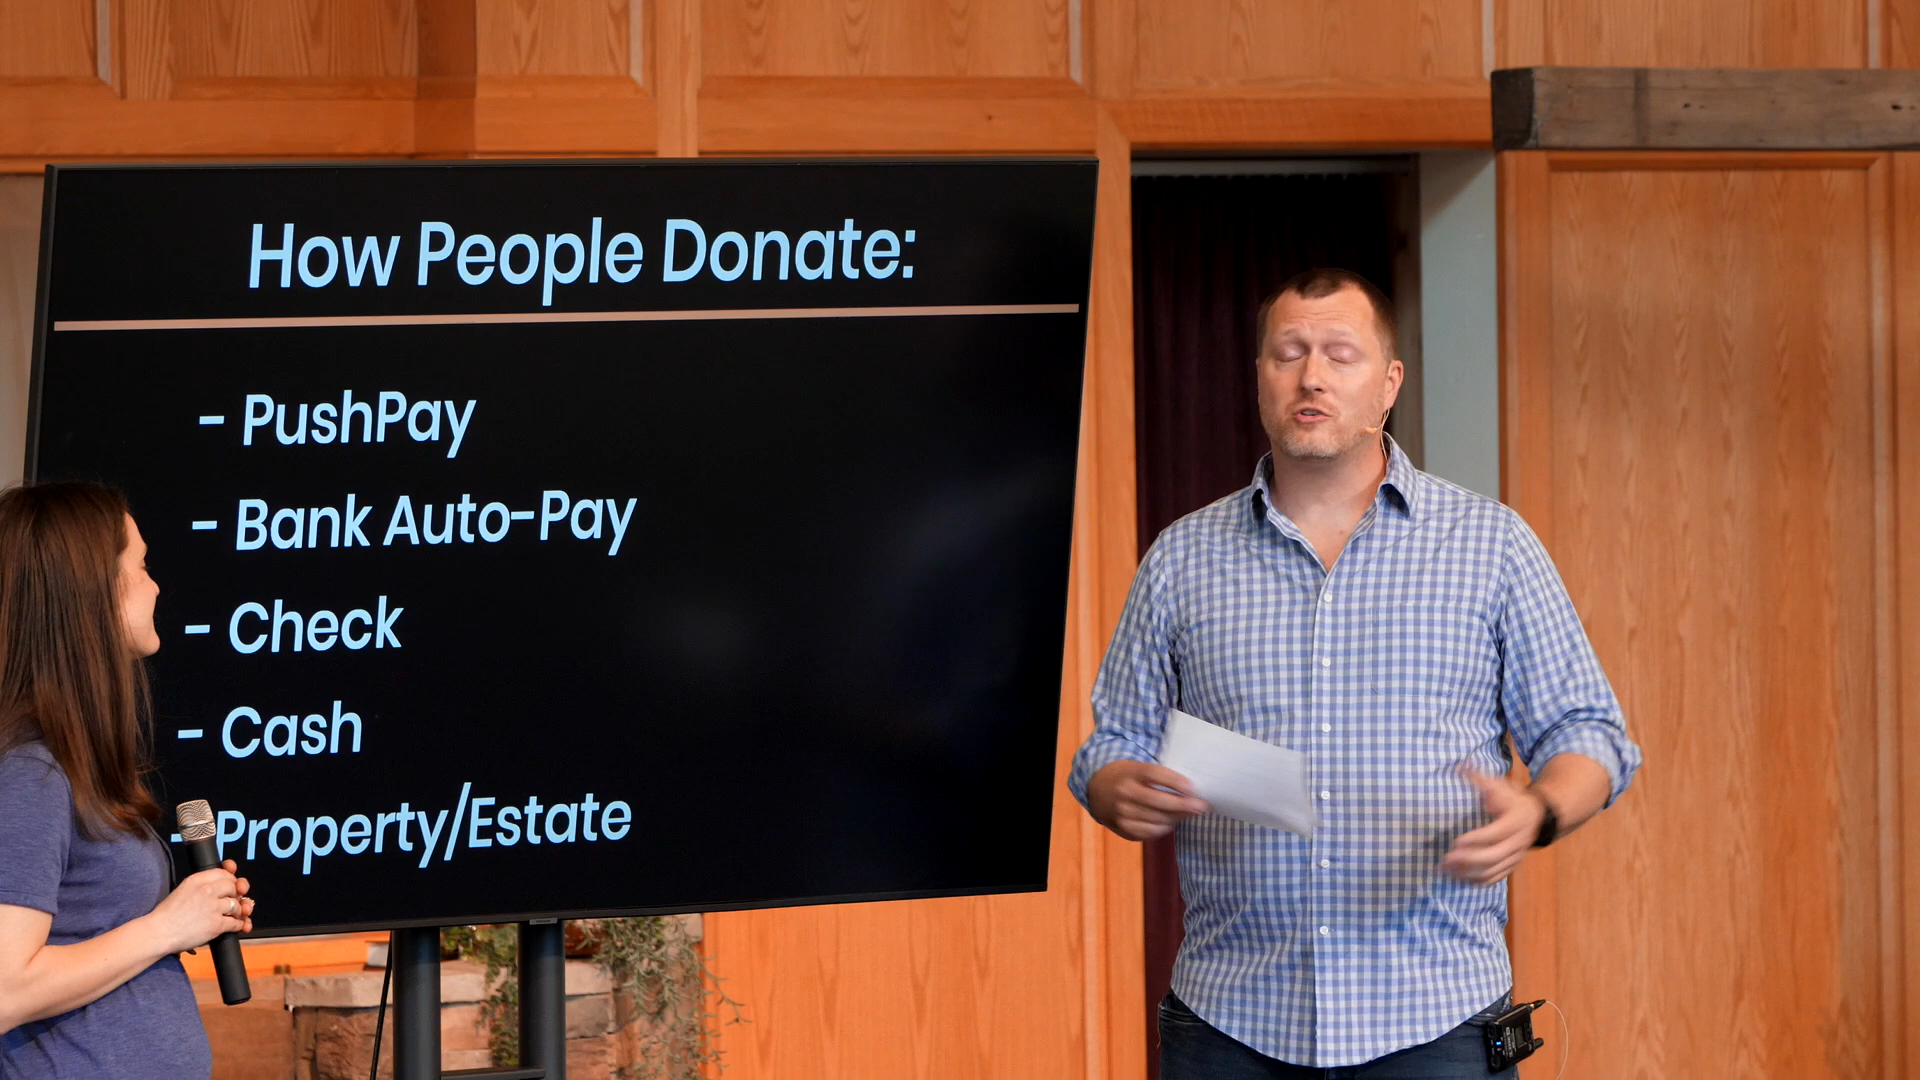 How People Donate:
- PushPay
- Bank Auto-Pay
- Check
- Cash
- Property/Estate